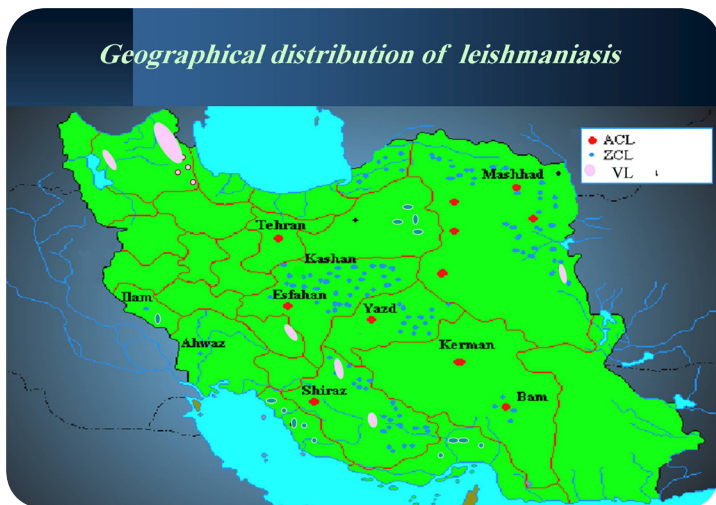 Geographical distribution of leishmaniasis
ACL
ZCL
VL
Mashhad
Tehran
Kashan
Esfahan
Ilam
Yazd
Ahwaz
Kerman
Shiraz
Bam